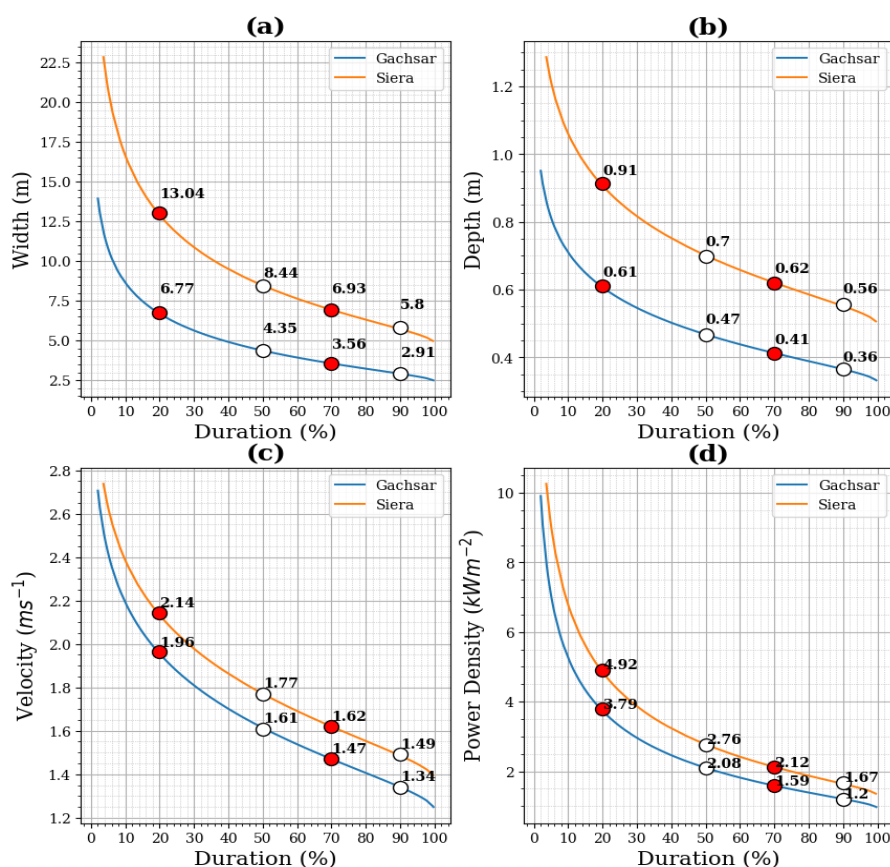 (a)
Width (m)
22.5
20.0
17.5
15.0
12.5
10.0
7.5
5.0
2.5
Gachsar
Siera
13.04
6.77
8.44
4.35
6.93
3.56
5.8
2.91
0 10 20 30 40 50 60 70 80 90 100
Duration (%)
(b)
Depth (m)
1.2
1.0
0.8
0.6
0.4
Gachsar
Siera
0.91
0.61
0.7
0.47
0.62
0.41
0.56
0.36
0 10 20 30 40 50 60 70 80 90 100
Duration (%)
(c)
Velocity (ms⁻¹)
2.8
2.6
2.4
2.2
2.0
1.8
1.6
1.4
1.2
Gachsar
Siera
2.14
1.96
1.77
1.61
1.62
1.47
1.49
1.34
0 10 20 30 40 50 60 70 80 90 100
Duration (%)
(d)
Power Density (kWm⁻²)
10
8
6
4
2
Gachsar
Siera
4.92
3.79
2.76
2.08
2.12
1.59
1.67
1.2
0 10 20 30 40 50 60 70 80 90 100
Duration (%)